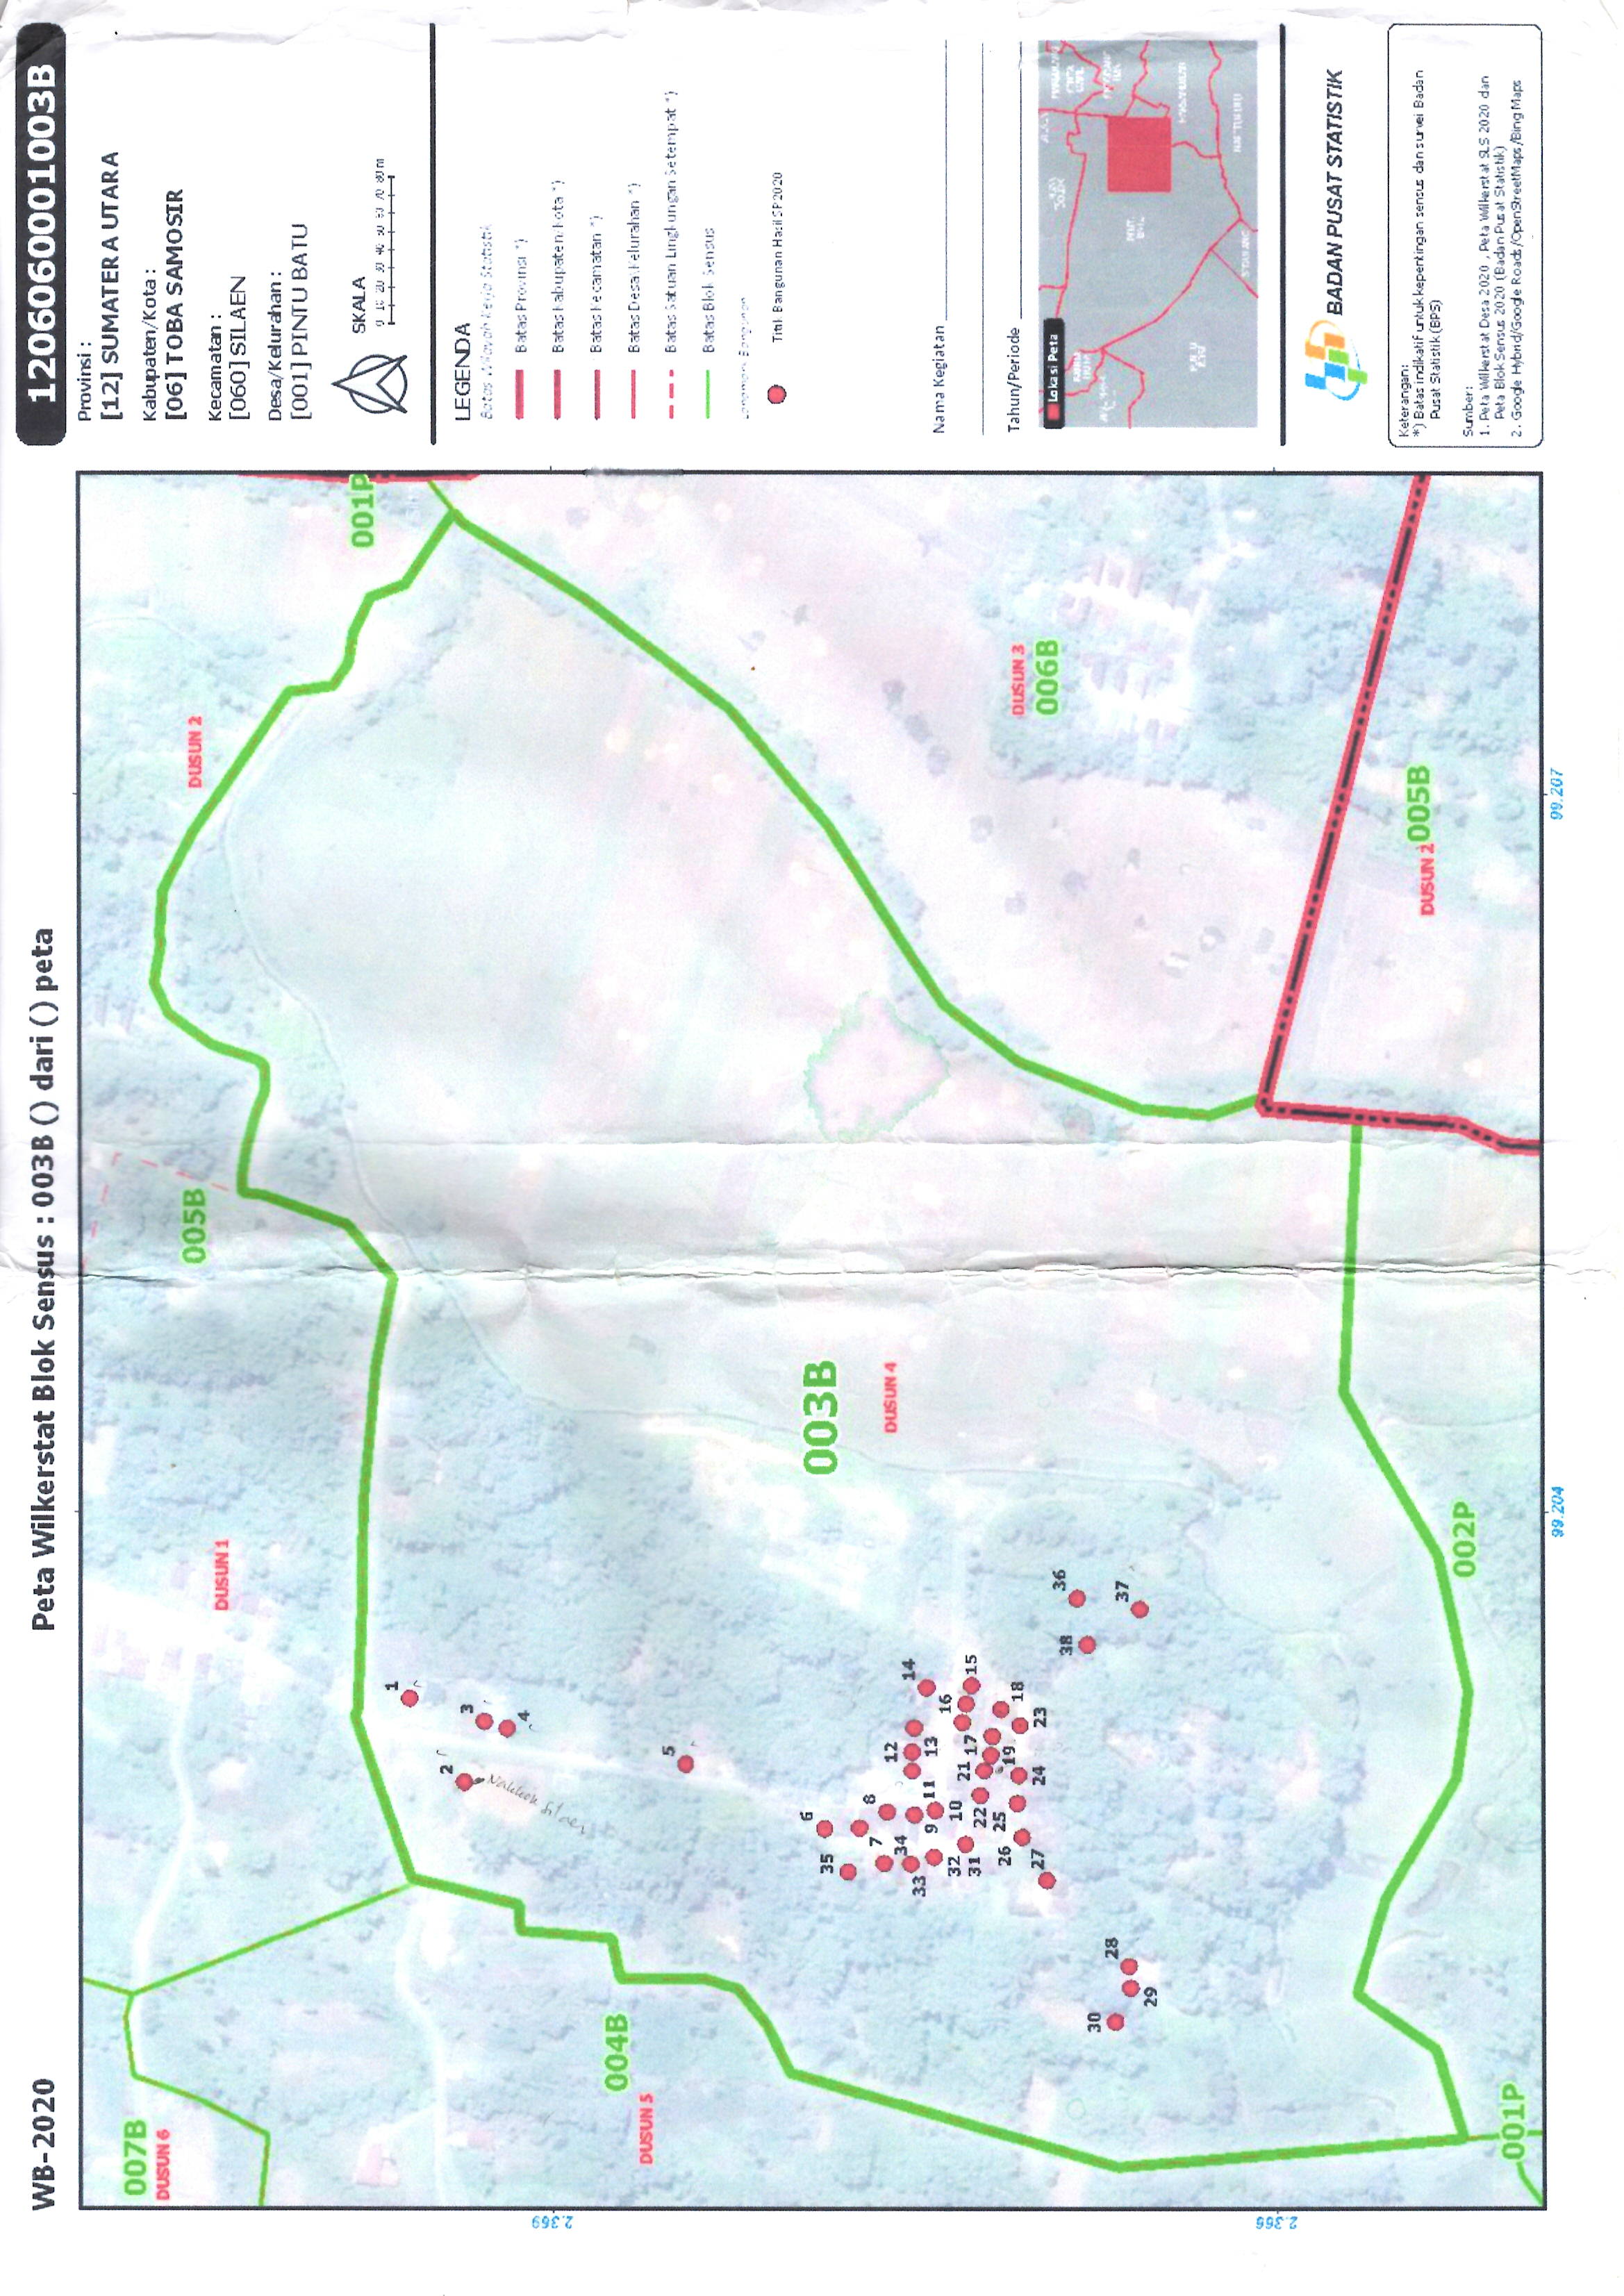 WB-2020
Peta Wilkerstat Blok Sensus : 003B () dari () peta
1206060001003B
Provinsi :
[12] SUMATERA UTARA
Kabupaten/Kota :
[06] TOBA SAMOSIR
Kecamatan :
[060] SILAEN
Desa/Kelurahan :
[001] PINTU BATU
SKALA
0 10 20 30 40 50 60 70 80 m
LEGENDA
Batas Wilayah Kerja Statistik
Batas Provinsi *)
Batas Kabupaten/Kota *)
Batas Kecamatan *)
Batas Desa\Kelurahan *)
Batas Satuan Lingkungan Setempat *)
Batas Blok Sensus
Landmark Bangunan
Titik Bangunan Hasil SP2020
Nama Kegiatan
Tahun/Periode
Lokasi Peta
BADAN PUSAT STATISTIK
Keterangan:
*) Batas indikatif untuk kepentingan sensus dan survei Badan
Pusat Statistik (BPS)
Sumber:
1. Peta Wilkerstat Desa 2020 , Peta Wilkerstat SLS 2020 dan
Peta Blok Sensus 2020 (Badan Pusat Statistik)
2. Google Hybrid/Google Roads/OpenStreetMaps/Bing Maps
007B
DUSUN 6
DUSUN 1
005B
DUSUN 2
001P
1
2
3
4
2.369
004B
DUSUN 5
5
6
35
003B
7
8
DUSUN 4
34
12
33
9
11
13
14
32
10
16
31
22
21
17
15
26
25
19
18
27
24
23
DUSUN 3
006B
38
36
30
28
37
29
2.366
DUSUN 2
005B
002P
001P
99.204
99.207